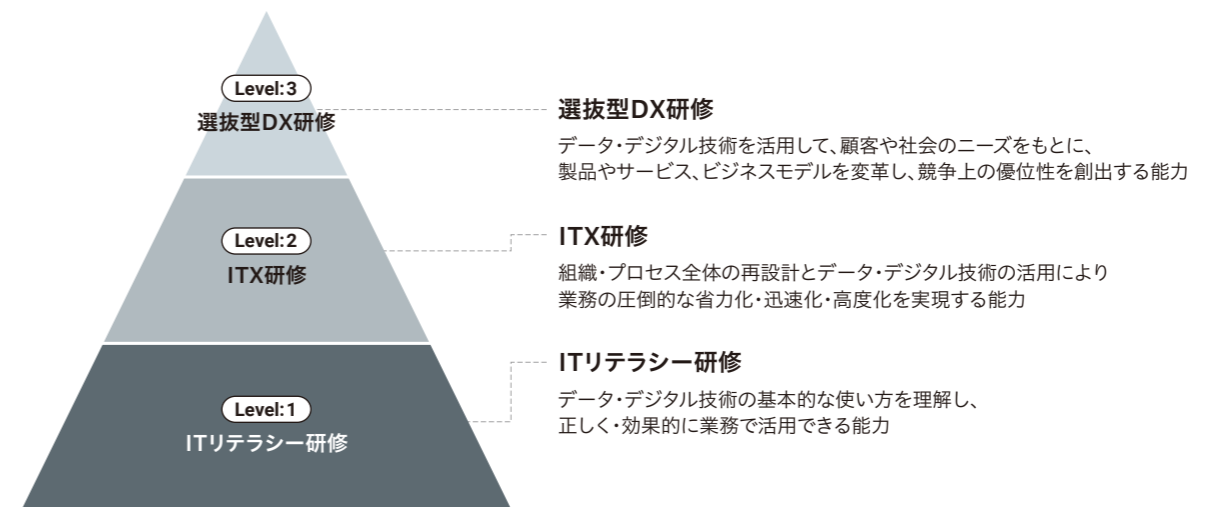 Level:3
選抜型DX研修
選抜型DX研修
データ・デジタル技術を活用して、顧客や社会のニーズをもとに、
製品やサービス、ビジネスモデルを変革し、競争上の優位性を創出する能力
Level:2
ITX研修
ITX研修
組織・プロセス全体の再設計とデータ・デジタル技術の活用により
業務の圧倒的な省力化・迅速化・高度化を実現する能力
Level:1
ITリテラシー研修
ITリテラシー研修
データ・デジタル技術の基本的な使い方を理解し、
正しく・効果的に業務で活用できる能力